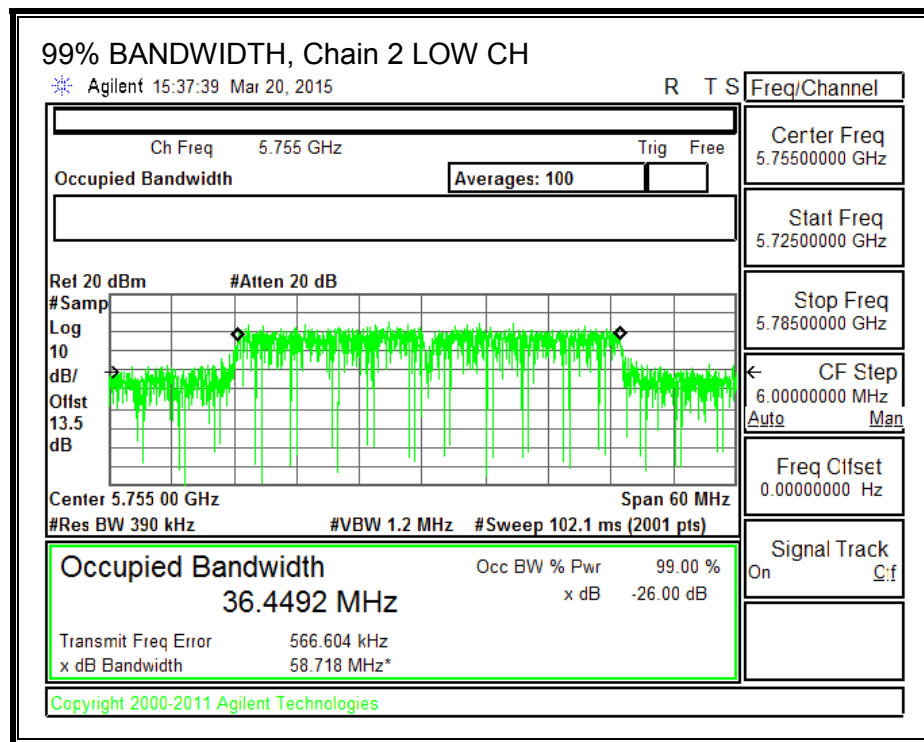 99% BANDWIDTH, Chain 2 LOW CH
Agilent 15:37:39 Mar 20, 2015 R T S
Freq/Channel
Ch Freq 5.755 GHz Trig Free
Occupied Bandwidth Averages: 100
Center Freq
5.75500000 GHz
Start Freq
5.72500000 GHz
Stop Freq
5.78500000 GHz
CF Step
6.00000000 MHz
Auto Man
Freq Offset
0.00000000 Hz
Signal Track
On Off
Ref 20 dBm #Atten 20 dB
#Samp
Log
10
dB/
Offst
13.5
dB
Center 5.755 00 GHz Span 60 MHz
#Res BW 390 kHz #VBW 1.2 MHz #Sweep 102.1 ms (2001 pts)
Occupied Bandwidth Occ BW % Pwr 99.00 %
36.4492 MHz x dB -26.00 dB
Transmit Freq Error 566.604 kHz
x dB Bandwidth 58.718 MHz*
Copyright 2000-2011 Agilent Technologies